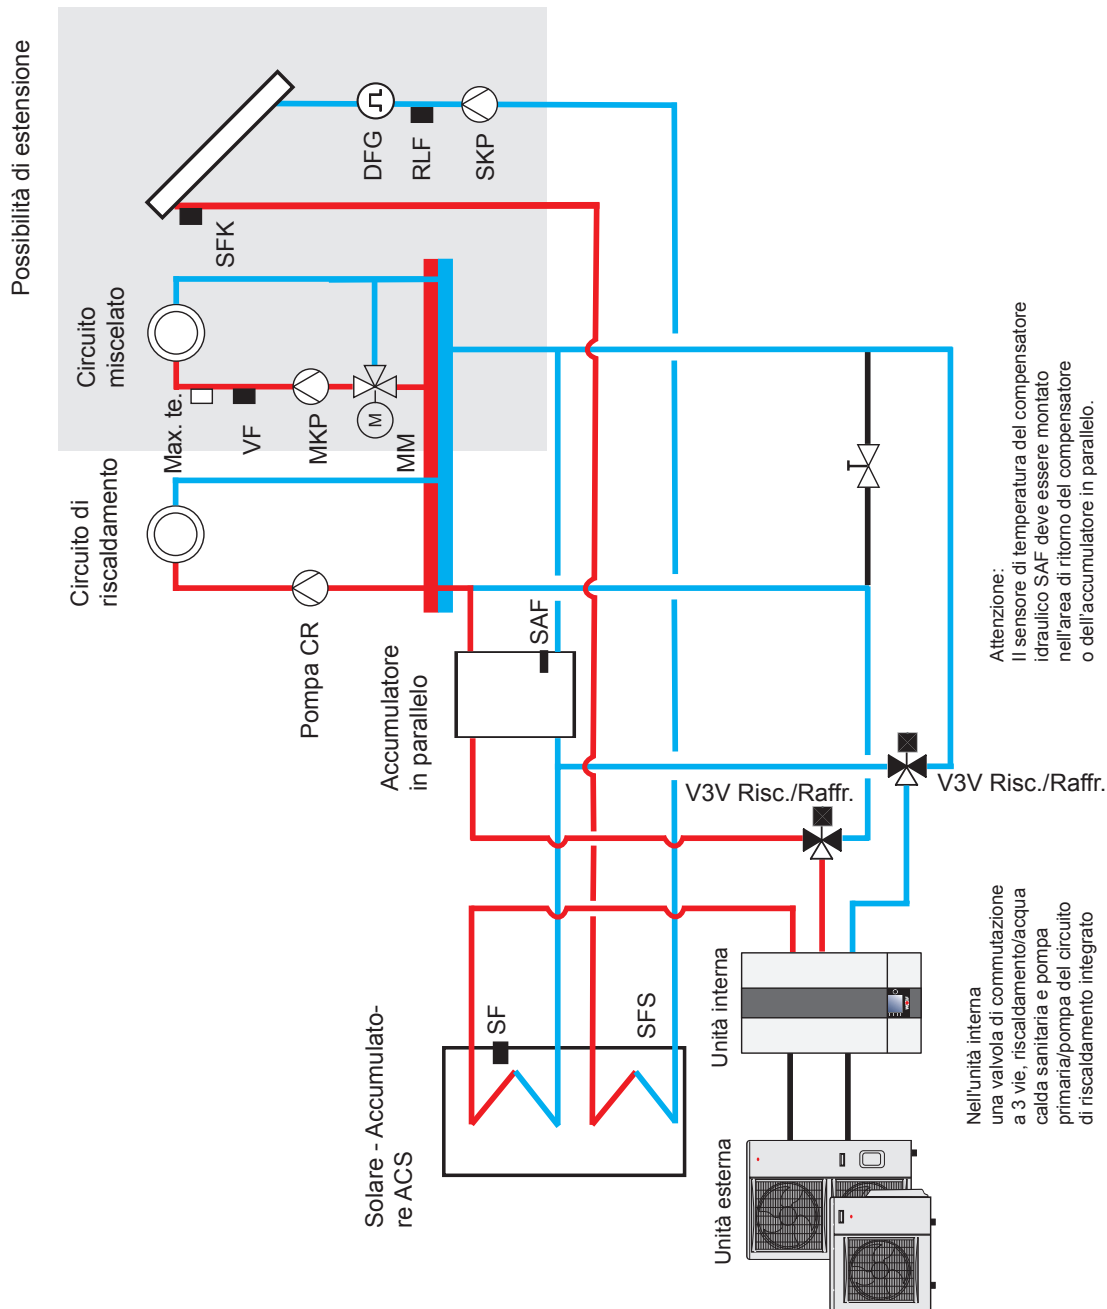 Possibilità di estensione
DFG
RLF
SKP
SFK
Circuito
miscelato
Max. te.
VF
MKP
MM
M
Circuito di
riscaldamento
Pompa CR
Accumulatore
in parallelo
SAF
V3V Risc./Raffr.
V3V Risc./Raffr.
Attenzione:
Il sensore di temperatura del compensatore
idraulico SAF deve essere montato
nell'area di ritorno del compensatore
o dell'accumulatore in parallelo.
Solare - Accumulato-
re ACS
SF
SFS
Unità interna
Unità esterna
Nell'unità interna
una valvola di commutazione
a 3 vie, riscaldamento/acqua
calda sanitaria e pompa
primaria/pompa del circuito
di riscaldamento integrato